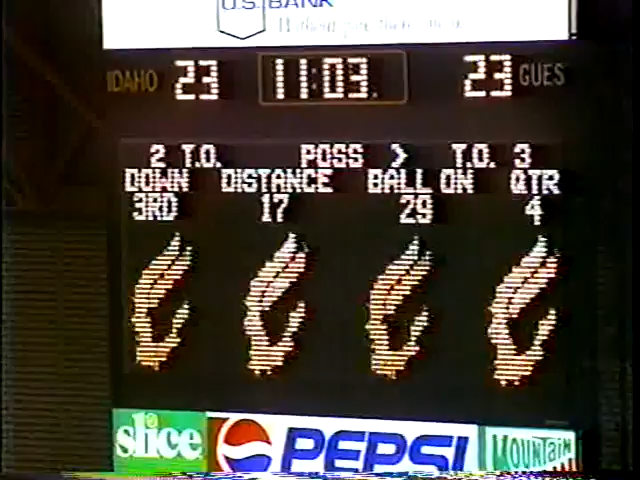 U.S. BANK
IDAHO 23 11:03. 23 GUES
2 T.O. POSS > T.O. 3
DOWN DISTANCE BALL ON QTR
3RD 17 29 4
slice PEPSI MOUNTAIN